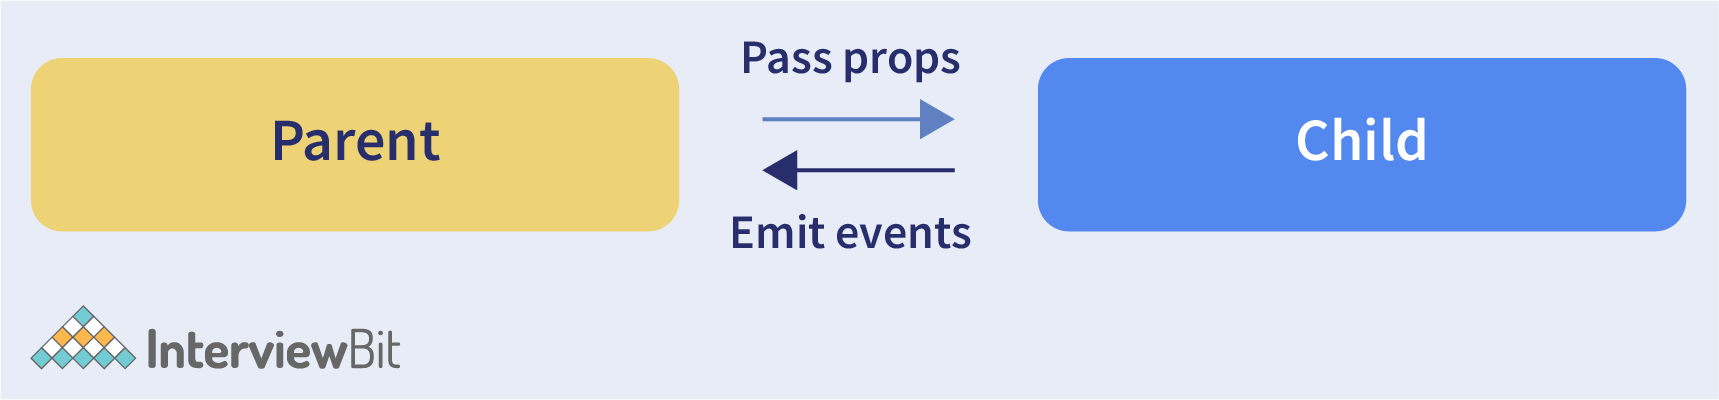 Pass props
Parent
Child
Emit events
InterviewBit